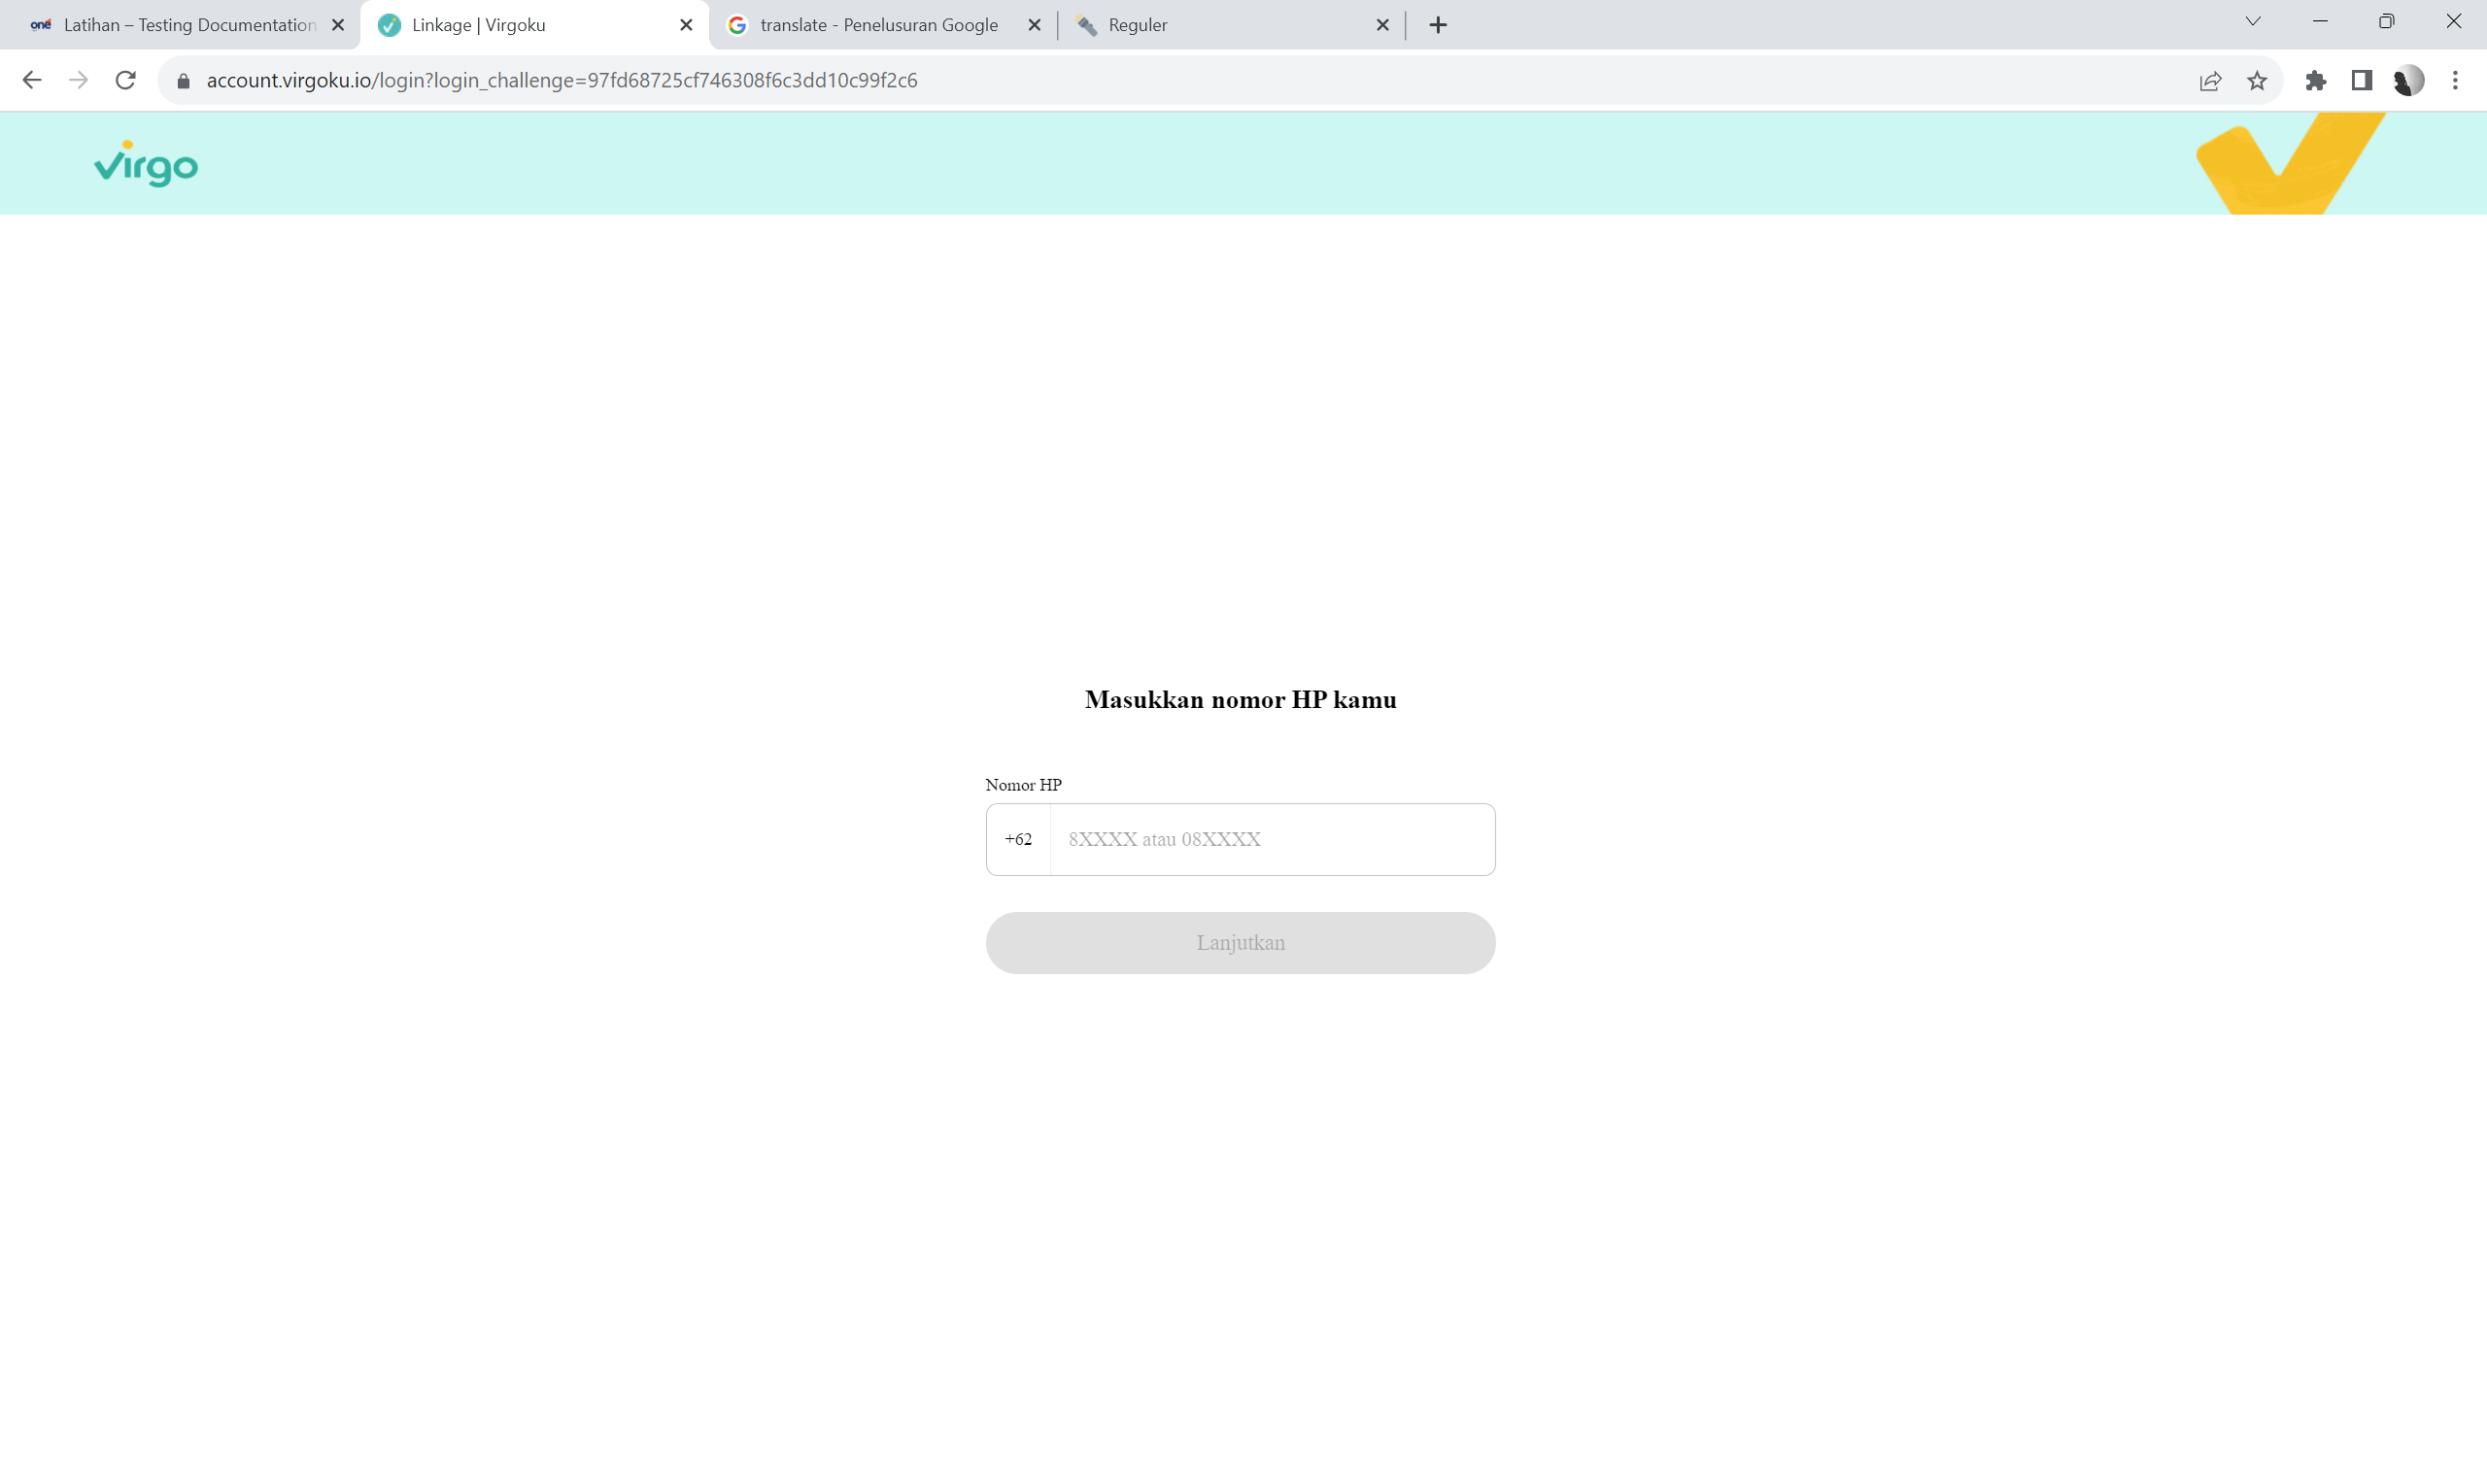 one Latihan – Testing Documentation
Linkage | Virgoku
translate - Penelusuran Google
Reguler
account.virgoku.io/login?login_challenge=97fd68725cf746308f6c3dd10c99f2c6
virgo
Masukkan nomor HP kamu
Nomor HP
+62 8XXXX atau 08XXXX
Lanjutkan